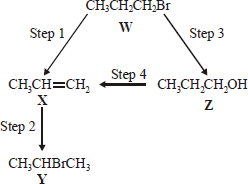 CH₃CH₂CH₂Br
W
Step 1
Step 3
CH₃CH=CH₂
Step 4
CH₃CH₂CH₂OH
X
Z
Step 2
CH₃CHBrCH₃
Y